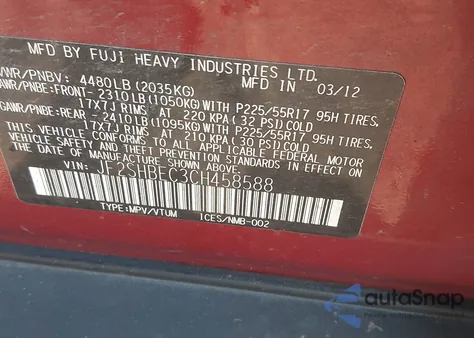 MFD BY FUJI HEAVY INDUSTRIES LTD.
VWR/PNBV: 4480LB (2035KG) MFD IN 03/12
GAWR/PNBE: FRONT- 2310LB (1050KG) WITH P225/55R17 95H TIRES,
17X7J RIMS AT 220 KPA (32 PSI) COLD
GAWR/PNBE: REAR - 2410LB (1095KG) WITH P225/55R17 95H TIRES,
17X7J RIMS AT 210 KPA (30 PSI) COLD
THIS VEHICLE CONFORMS TO ALL APPLICABLE FEDERAL MOTOR
VEHICLE SAFETY STANDARDS IN EFFECT ON
THE DATE OF MANUFACTURE SHOWN ABOVE.
VIN: JF2SHBEC3CH458588
TYPE:MPV/VTUM ICES/NMB-002
autoSnap
POWERED BY